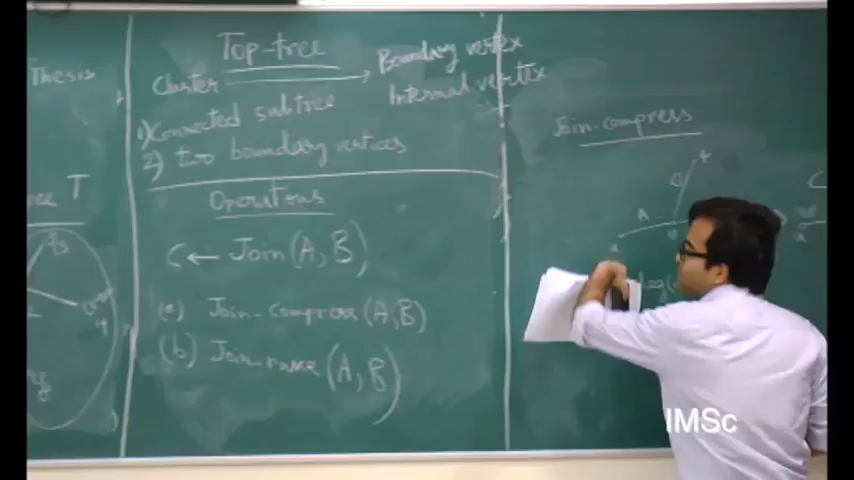 Thesis
T
Top-tree
Cluster → Boundary vertex
Internal vertex
1) Connected subtree
2) two boundary vertices
Operations
C ← Join(A, B)
(a) Join-compress (A, B)
(b) Join-rake (A, B)
Join-compress
A
IMSc